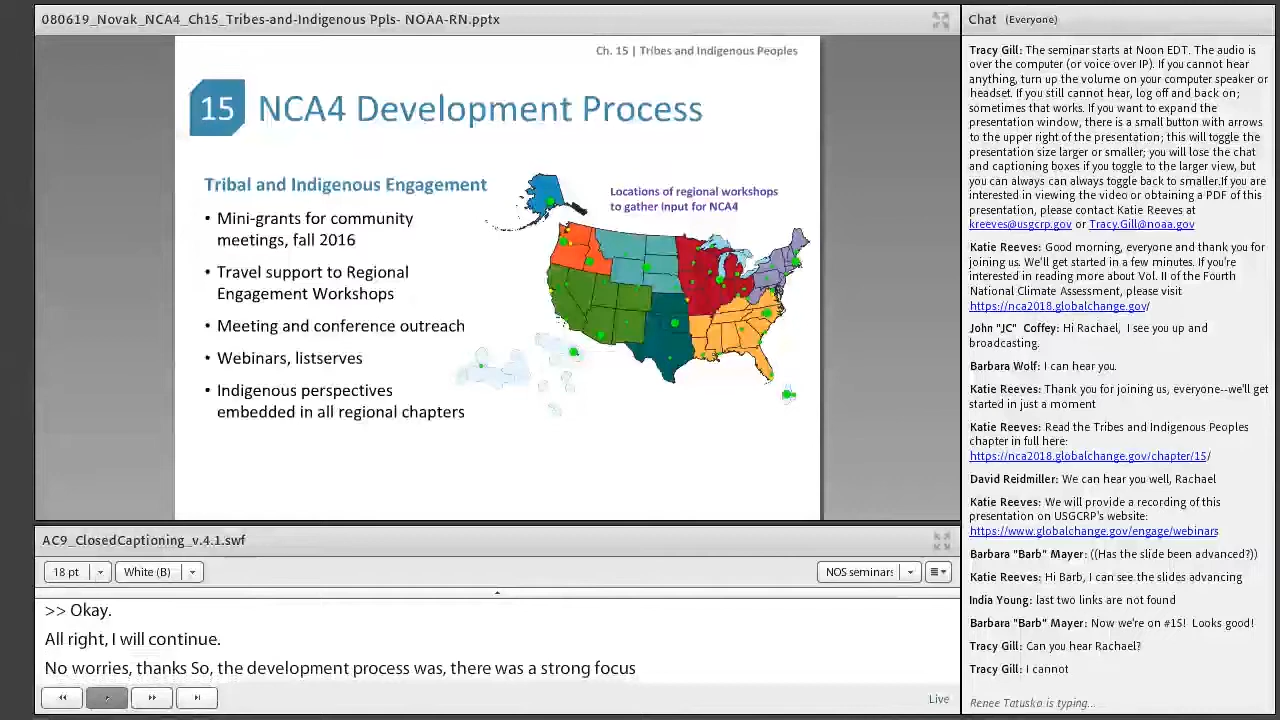 080619_Novak_NCA4_Ch15_Tribes-and-Indigenous Ppls- NOAA-RN.pptx
Ch. 15 | Tribes and Indigenous Peoples
15 NCA4 Development Process
Tribal and Indigenous Engagement
• Mini-grants for community
meetings, fall 2016
• Travel support to Regional
Engagement Workshops
• Meeting and conference outreach
• Webinars, listserves
• Indigenous perspectives
embedded in all regional chapters
Locations of regional workshops
to gather input for NCA4
AC9_ClosedCaptioning_v.4.1.swf
18 pt
White (B)
NOS seminars
>> Okay.
All right, I will continue.
No worries, thanks So, the development process was, there was a strong focus
Live
Chat (Everyone)
Tracy Gill: The seminar starts at Noon EDT. The audio is
over the computer (or voice over IP). If you cannot hear
anything, turn up the volume on your computer speaker or
headset. If you still cannot hear, log off and back on;
sometimes that works. If you want to expand the
presentation window, there is a small button with arrows
to the upper right of the presentation; this will toggle the
presentation size larger or smaller; you will lose the chat
and captioning boxes if you toggle to the larger view, but
you can always can always toggle back to smaller.If you are
interested in viewing the video or obtaining a PDF of this
presentation, please contact Katie Reeves at
kreeves@usgcrp.gov or Tracy.Gill@noaa.gov
Katie Reeves: Good morning, everyone and thank you for
joining us. We'll get started in a few minutes. If you're
interested in reading more about Vol. II of the Fourth
National Climate Assessment, please visit
https://nca2018.globalchange.gov/
John "JC" Coffey: Hi Rachael, I see you up and
broadcasting.
Barbara Wolf: I can hear you.
Katie Reeves: Thank you for joining us, everyone--we'll get
started in just a moment
Katie Reeves: Read the Tribes and Indigenous Peoples
chapter in full here:
https://nca2018.globalchange.gov/chapter/15/
David Reidmiller: We can hear you well, Rachael
Katie Reeves: We will provide a recording of this
presentation on USGCRP's website:
https://www.globalchange.gov/engage/webinars
Barbara "Barb" Mayer: ((Has the slide been advanced?))
Katie Reeves: Hi Barb, I can see the slides advancing
India Young: last two links are not found
Barbara "Barb" Mayer: Now we're on #15! Looks good!
Tracy Gill: Can you hear Rachael?
Tracy Gill: I cannot
Renee Tatusko is typing...